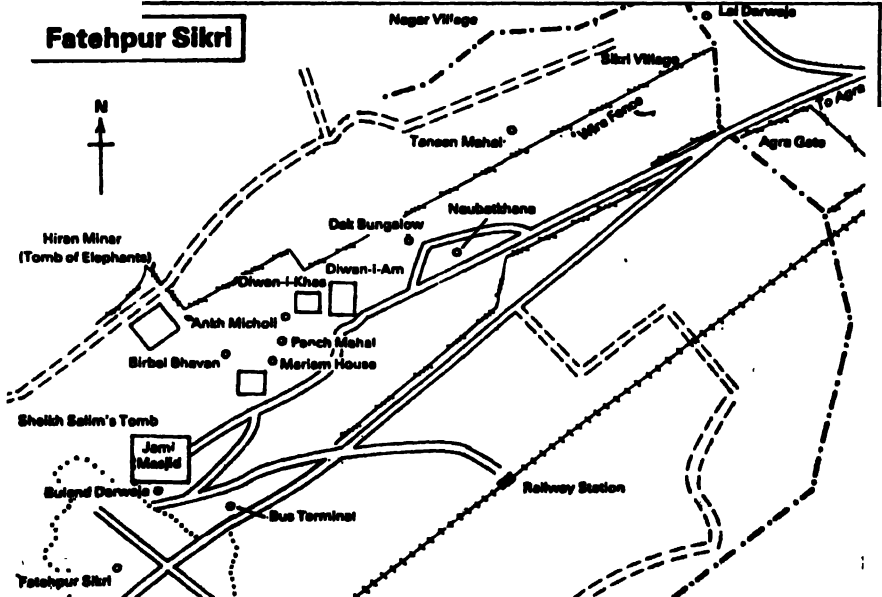 Fatehpur Sikri
Nagar Village
Lal Darwaja
Sikri Village
To Agra
Wire Fence
N
Tansen Mahal
Agra Gate
Naubatkhana
Dak Bungalow
Hiran Minar
(Tomb of Elephants)
Diwan-i-Am
Diwan-i-Khas
Ankh Micholi
Panch Mahal
Birbal Bhavan
Mariam House
Sheikh Salim's Tomb
Jami
Masjid
Buland Darwaja
Railway Station
Bus Terminal
Fatehpur Sikri